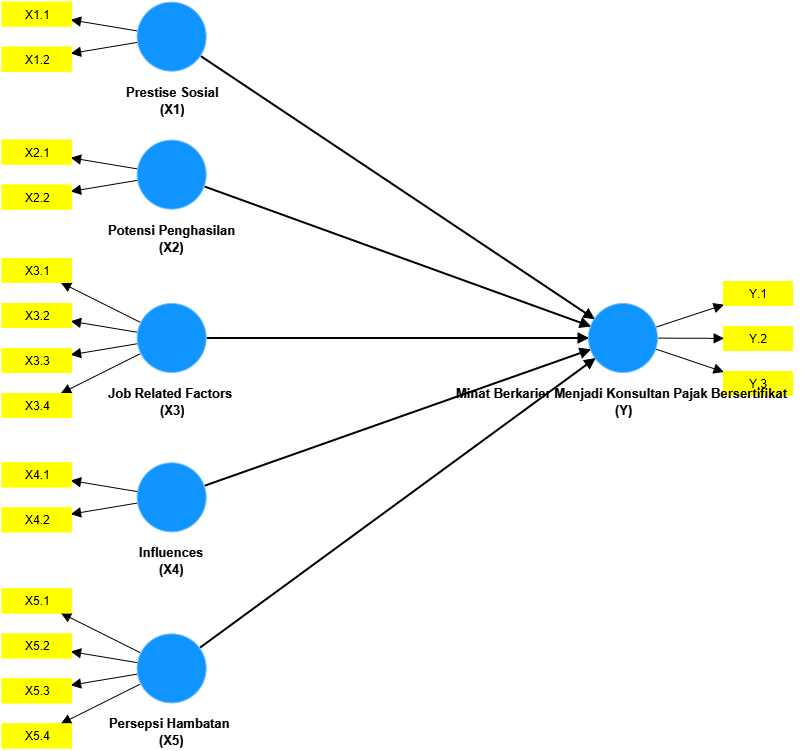 X1.1
X1.2
Prestise Sosial
(X1)
X2.1
X2.2
Potensi Penghasilan
(X2)
X3.1
X3.2
X3.3
X3.4
Job Related Factors
(X3)
X4.1
X4.2
Influences
(X4)
X5.1
X5.2
X5.3
X5.4
Persepsi Hambatan
(X5)
Y.1
Y.2
Y.3
Minat Berkarier Menjadi Konsultan Pajak Bersertifikat
(Y)